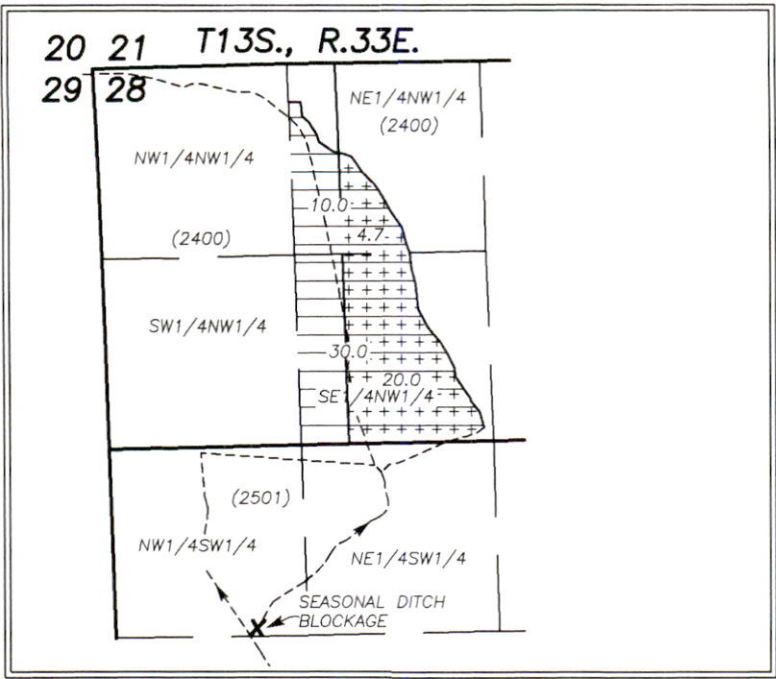 20 21 T13S., R.33E.
29 28
NE1/4NW1/4
(2400)
NW1/4NW1/4
10.0
4.7
(2400)
SW1/4NW1/4
30.0
20.0
SE1/4NW1/4
(2501)
NW1/4SW1/4
NE1/4SW1/4
SEASONAL DITCH
BLOCKAGE
X